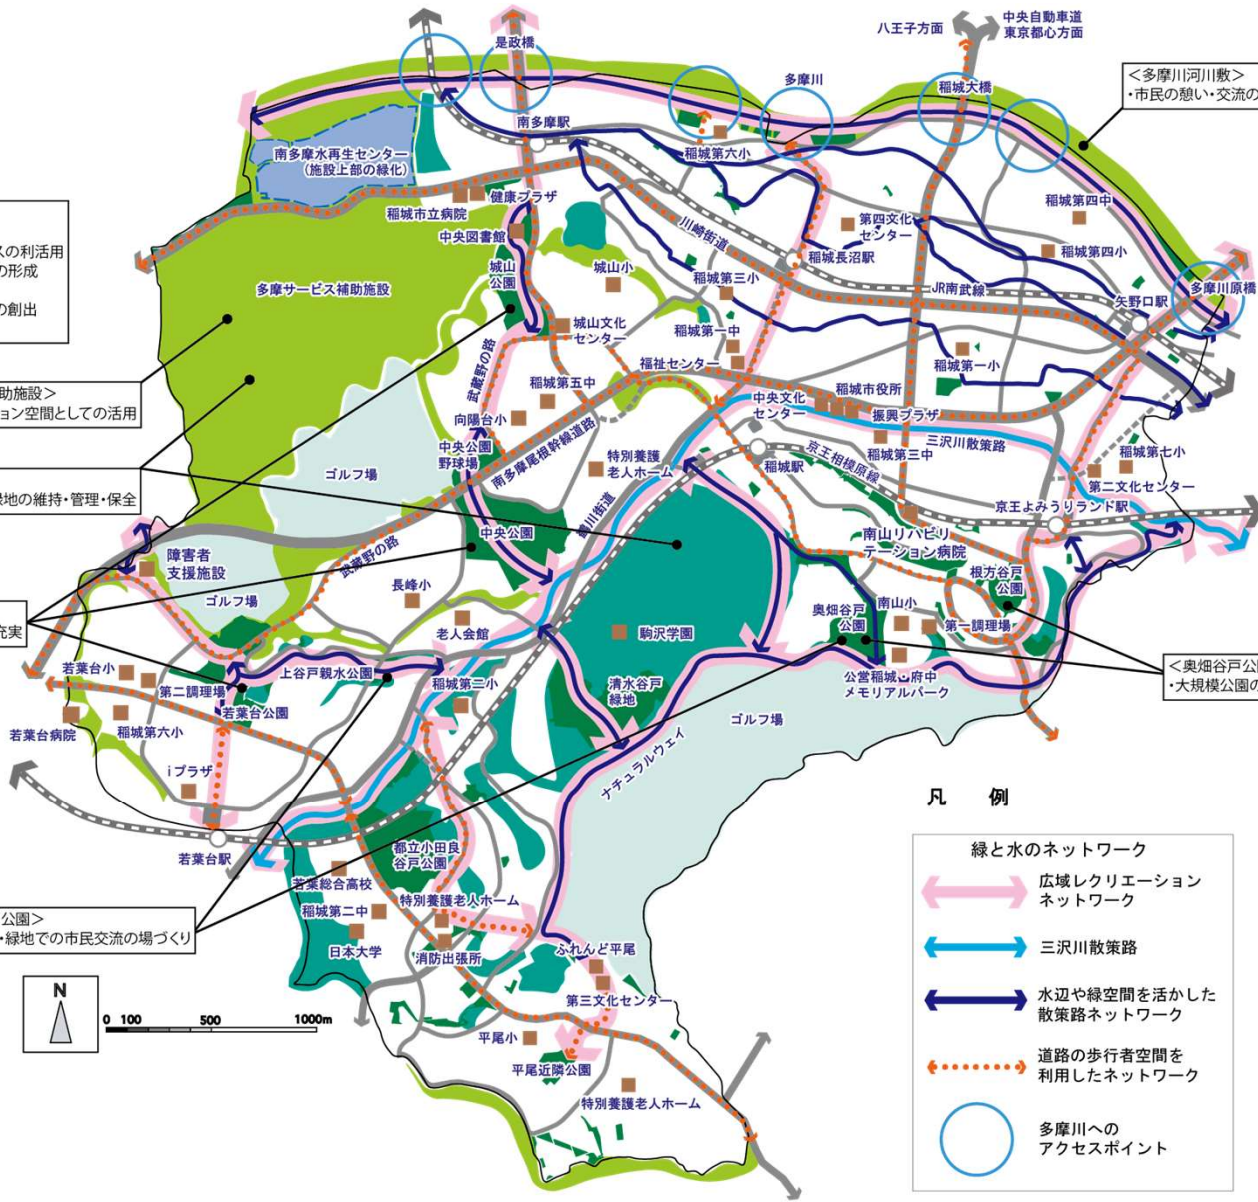 是政橋
八王子方面
中央自動車道
東京都心方面
<多摩川河川敷>
・市民の憩い・交流の
多摩川
稲城大橋
南多摩駅
南多摩水再生センター
(施設上部の緑化)
稲城第六小
稲城市立病院
健康プラザ
中央図書館
川崎街道
第四文化
センター
稲城第四中
稲城第四小
スの利活用
の形成
の創出
多摩サービス補助施設
城山
公園
城山小
稲城第三小
稲城長沼駅
JR南武線
矢野口駅
多摩川原橋
城山文化
センター
稲城第一中
福祉センター
稲城第一小
助施設>
ョン空間としての活用
武蔵野の路
稲城第五中
向陽台小
中央文化
センター
稲城市役所
振興プラザ
三沢川散策路
中央公園
野球場
南多摩尾根幹線道路
特別養護
老人ホーム
稲城駅
京王相模原線
稲城第三中
稲城第七小
第二文化センター
緑地の維持・管理・保全
ゴルフ場
鶴川街道
京王よみうりランド駅
障害者
支援施設
武蔵野の路
中央公園
南山リハビリ
テーション病院
根方谷戸
公園
ゴルフ場
長峰小
老人会館
駒沢学園
奥畑谷戸
公園
南山小
第一調理場
充実
若葉台小
第二調理場
上谷戸親水公園
若葉台公園
稲城第二小
清水谷戸
緑地
公営稲城・府中
メモリアルパーク
<奥畑谷戸公
・大規模公園の
若葉台病院
稲城第六小
ゴルフ場
ナチュラルウェイ
iプラザ
若葉台駅
都立小田良
谷戸公園
若葉総合高校
稲城第二中
特別養護老人ホーム
日本大学
消防出張所
公園>
・緑地での市民交流の場づくり
ふれんど平尾
第三文化センター
平尾小
平尾近隣公園
特別養護老人ホーム
N
0 100 500 1000m
凡 例
緑と水のネットワーク
広域レクリエーション
ネットワーク
三沢川散策路
水辺や緑空間を活かした
散策路ネットワーク
道路の歩行者空間を
利用したネットワーク
多摩川への
アクセスポイント